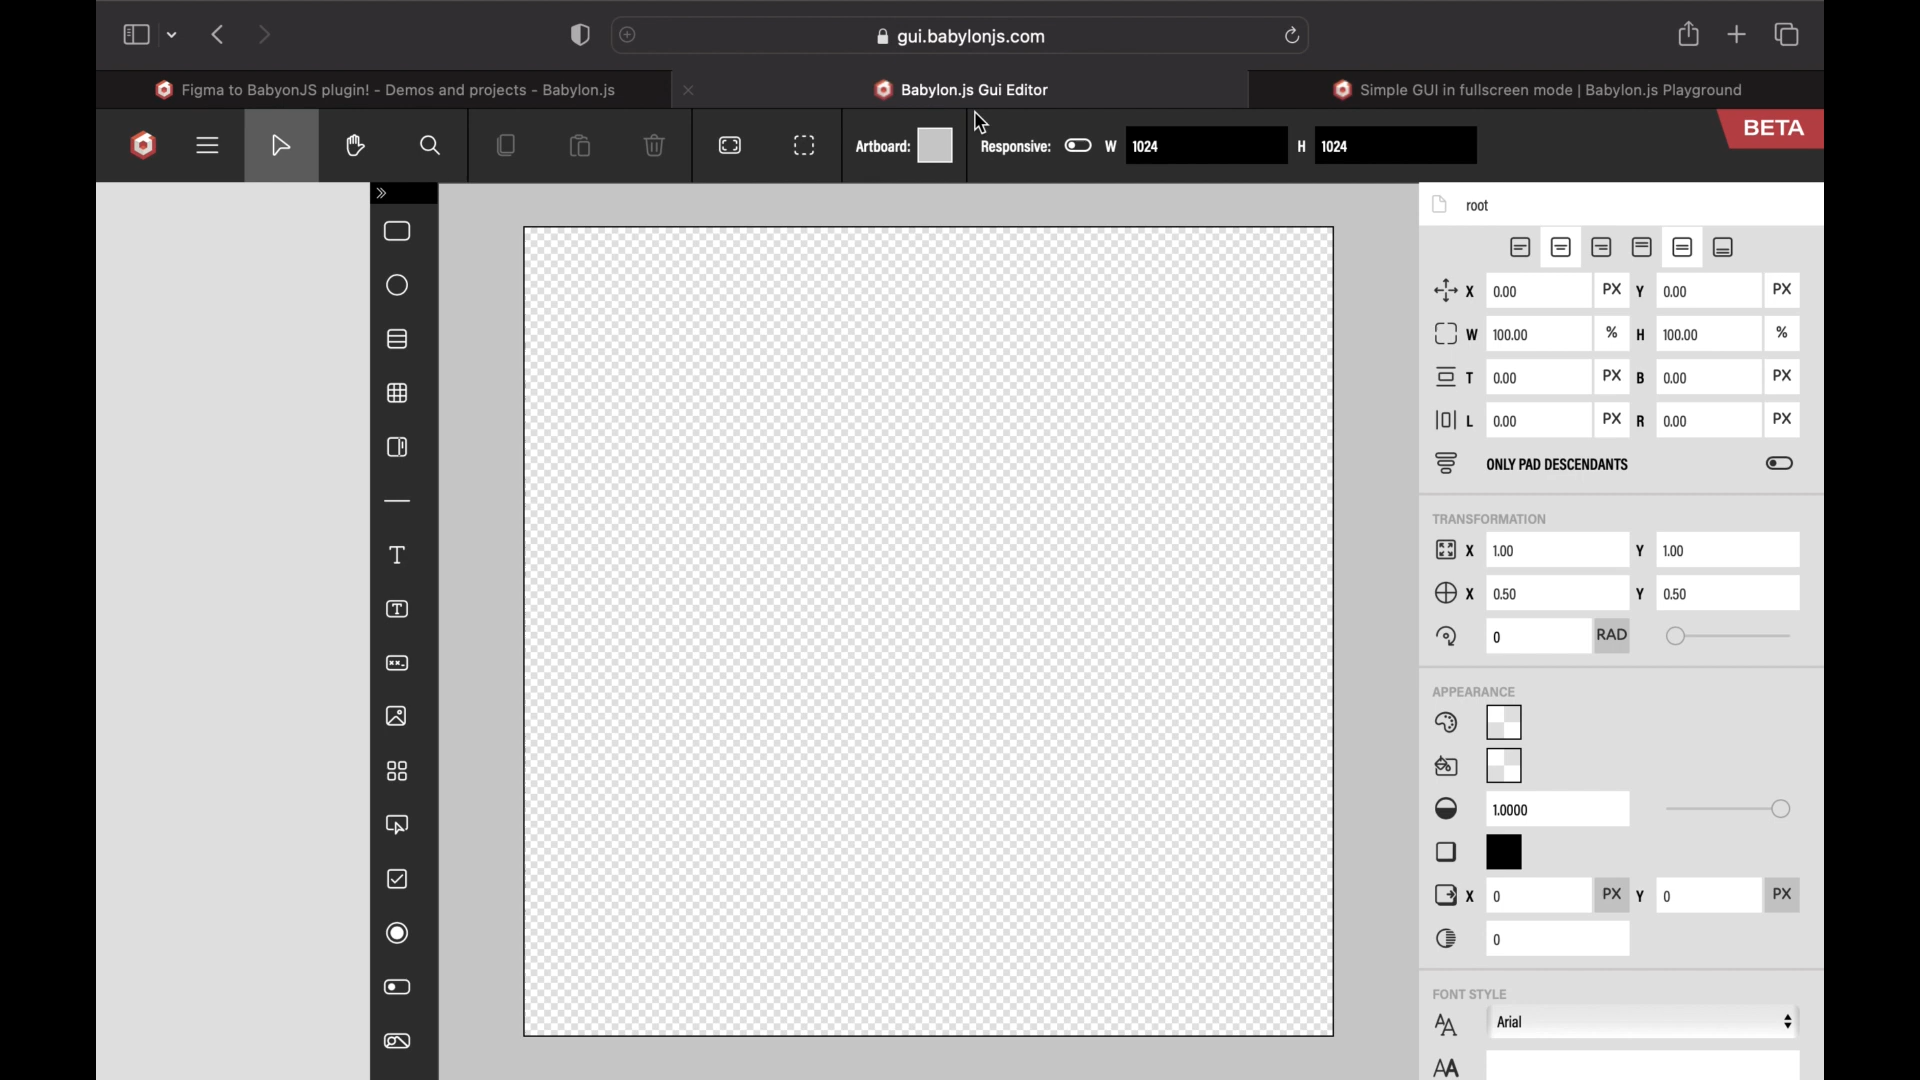 gui.babylonjs.com
Figma to BabyonJS plugin! - Demos and projects - Babylon.js
Babylon.js Gui Editor
Simple GUI in fullscreen mode | Babylon.js Playground
Artboard:
Responsive:
W 1024
H 1024
BETA
root
X 0.00 PX Y 0.00 PX
W 100.00 % H 100.00 %
T 0.00 PX B 0.00 PX
L 0.00 PX R 0.00 PX
ONLY PAD DESCENDANTS
TRANSFORMATION
X 1.00 Y 1.00
X 0.50 Y 0.50
0 RAD
APPEARANCE
1.0000
X 0 PX Y 0 PX
0
FONT STYLE
Arial